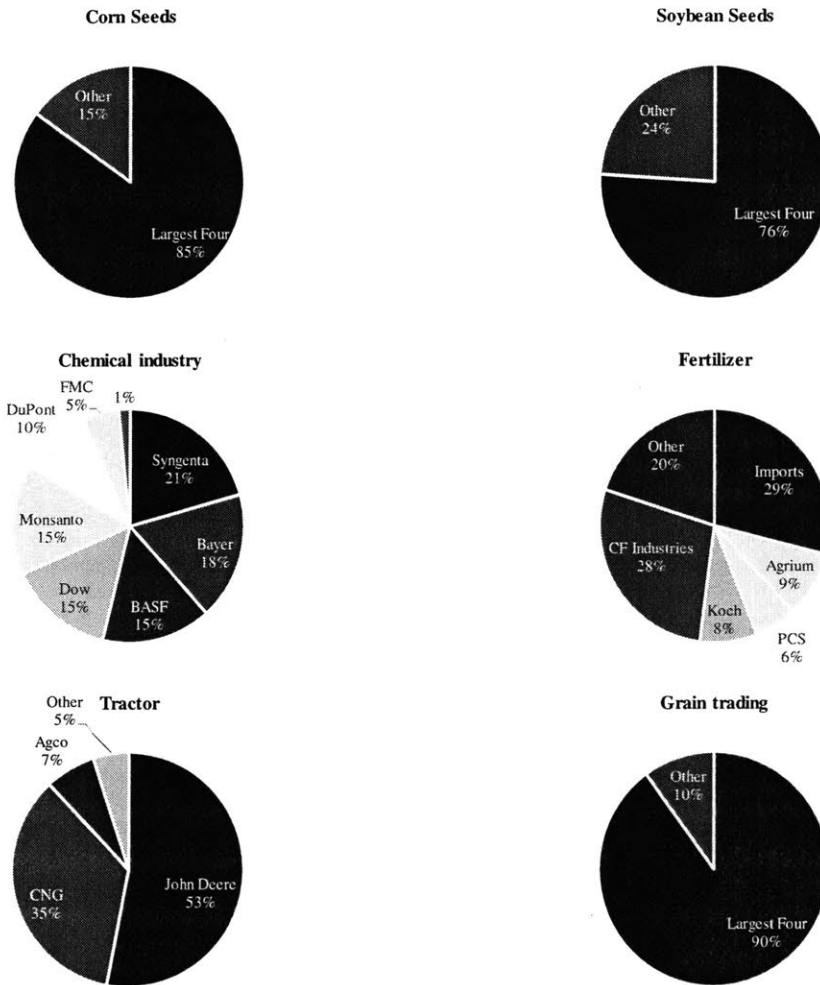 Corn Seeds
Other
15%
Largest Four
85%
Soybean Seeds
Other
24%
Largest Four
76%
Chemical industry
FMC
5%
1%
DuPont
10%
Syngenta
21%
Monsanto
15%
Bayer
18%
Dow
15%
BASF
15%
Fertilizer
Other
20%
Imports
29%
CF Industries
28%
Agrium
9%
Koch
8%
PCS
6%
Tractor
Other
5%
Agco
7%
CNG
35%
John Deere
53%
Grain trading
Other
10%
Largest Four
90%